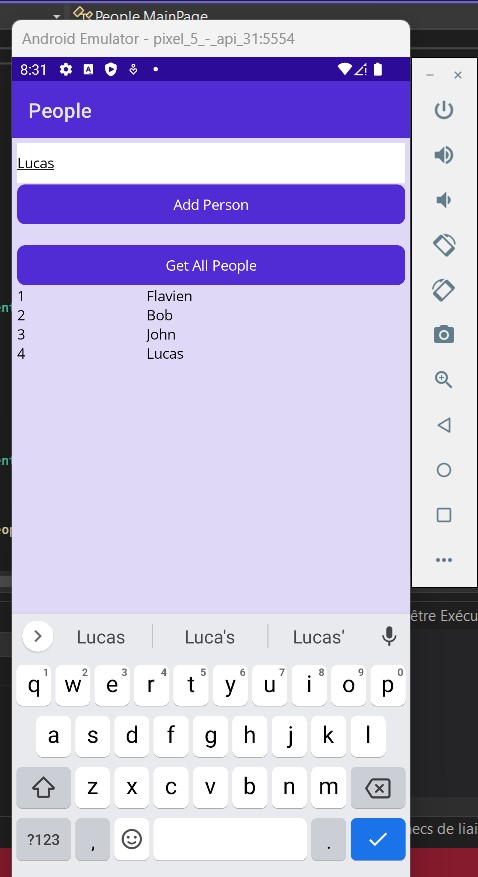 People MainPage
Android Emulator - pixel_5_-_api_31:5554
8:31
People
Lucas
Add Person
Get All People
1 Flavien
2 Bob
3 John
4 Lucas
être Exécu
Lucas Luca's Lucas'
q1 w2 e3 r4 t5 y6 u7 i8 o9 p0
a s d f g h j k l
z x c v b n m
?123 , .
ecs de liai